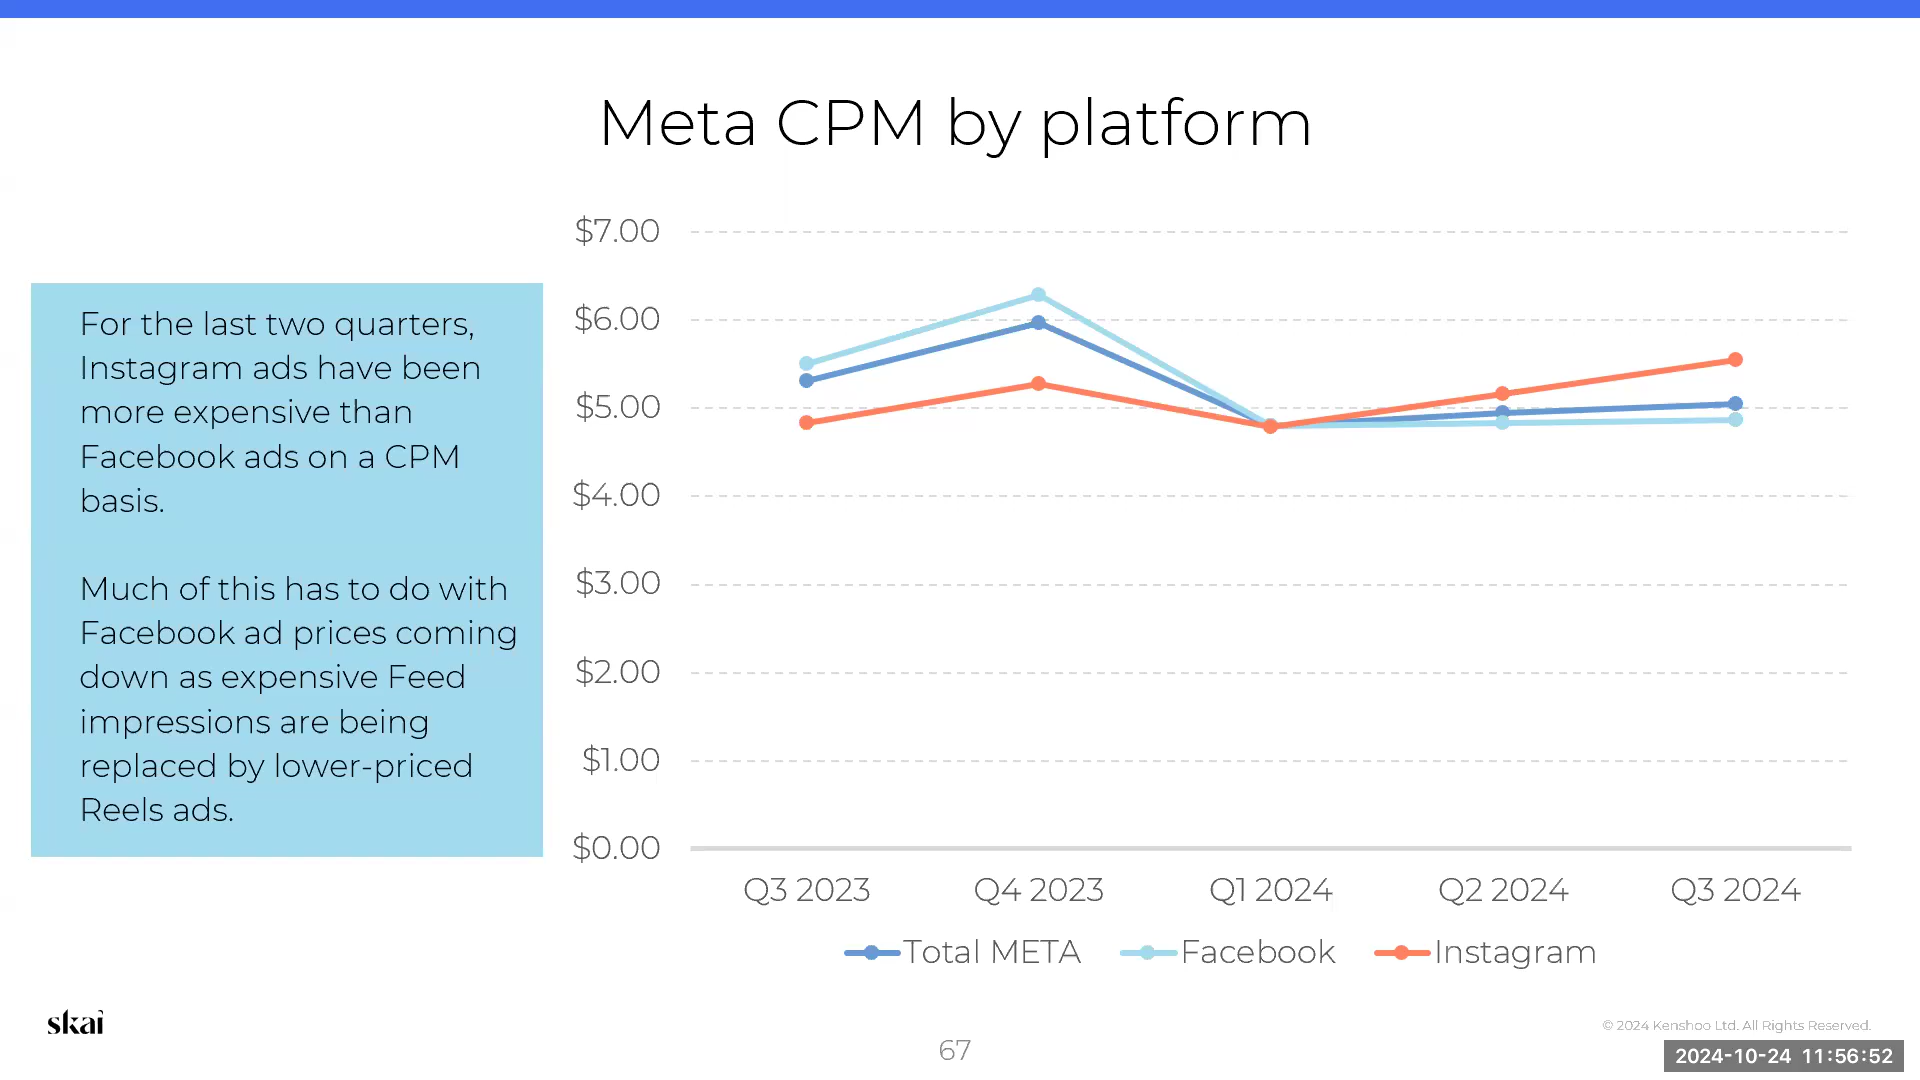 Meta CPM by platform
For the last two quarters,
Instagram ads have been
more expensive than
Facebook ads on a CPM
basis.
Much of this has to do with
Facebook ad prices coming
down as expensive Feed
impressions are being
replaced by lower-priced
Reels ads.
$7.00
$6.00
$5.00
$4.00
$3.00
$2.00
$1.00
$0.00
Q3 2023 Q4 2023 Q1 2024 Q2 2024 Q3 2024
Total META Facebook Instagram
skai
© 2024 Kenshoo Ltd. All Rights Reserved.
67
2024-10-24 11:56:52